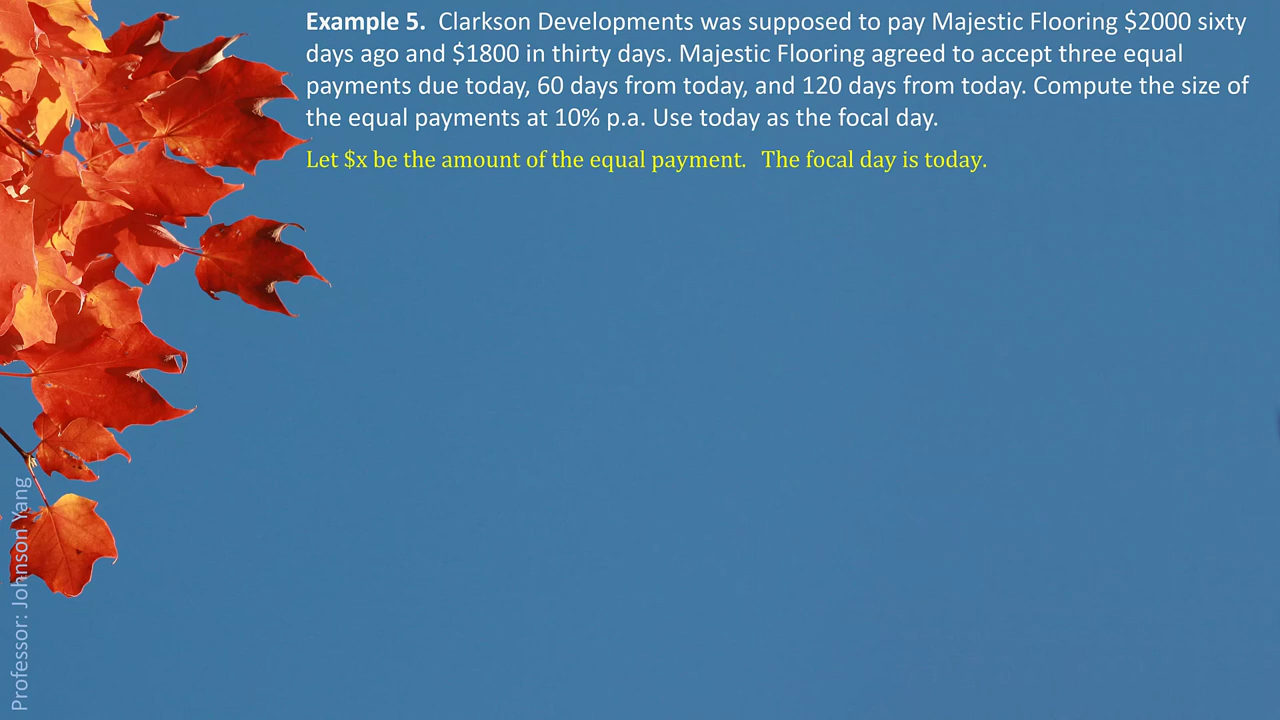 Example 5. Clarkson Developments was supposed to pay Majestic Flooring $2000 sixty
days ago and $1800 in thirty days. Majestic Flooring agreed to accept three equal
payments due today, 60 days from today, and 120 days from today. Compute the size of
the equal payments at 10% p.a. Use today as the focal day.
Let $x be the amount of the equal payment. The focal day is today.
Professor: Johnson Yang